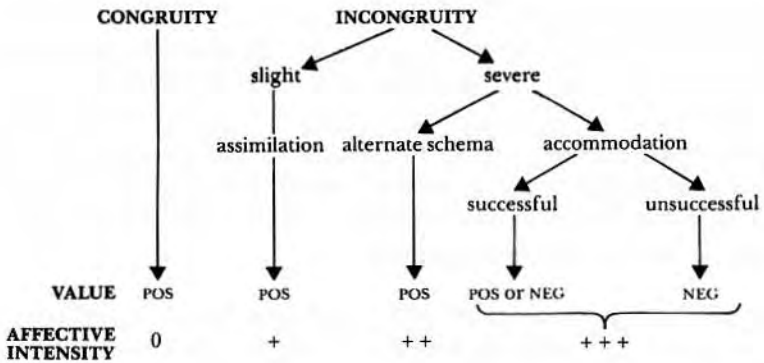 CONGRUITY INCONGRUITY
slight severe
assimilation alternate schema accommodation
successful unsuccessful
VALUE POS POS POS POS or NEG NEG
AFFECTIVE
INTENSITY 0 + ++ +++